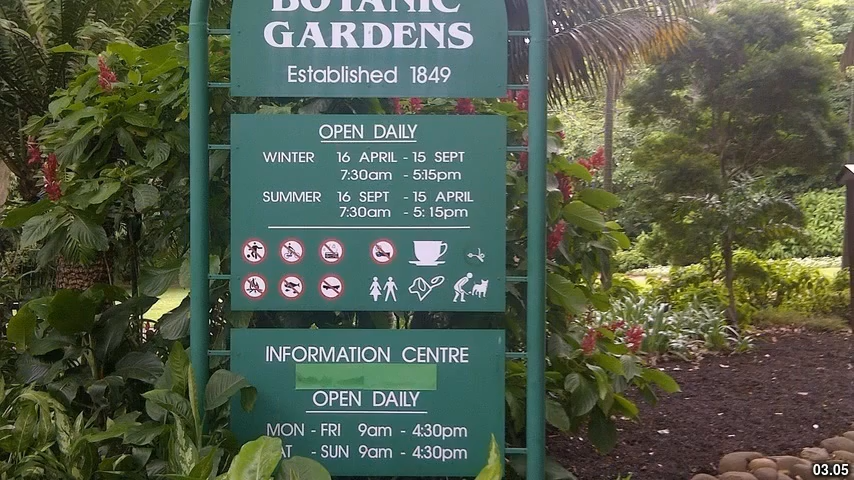 BOTANIC
GARDENS
Established 1849
OPEN DAILY
WINTER 16 APRIL - 15 SEPT
7:30am - 5:15pm
SUMMER 16 SEPT - 15 APRIL
7:30am - 5:15pm
INFORMATION CENTRE
OPEN DAILY
MON - FRI 9am - 4:30pm
SAT - SUN 9am - 4:30pm
03.05